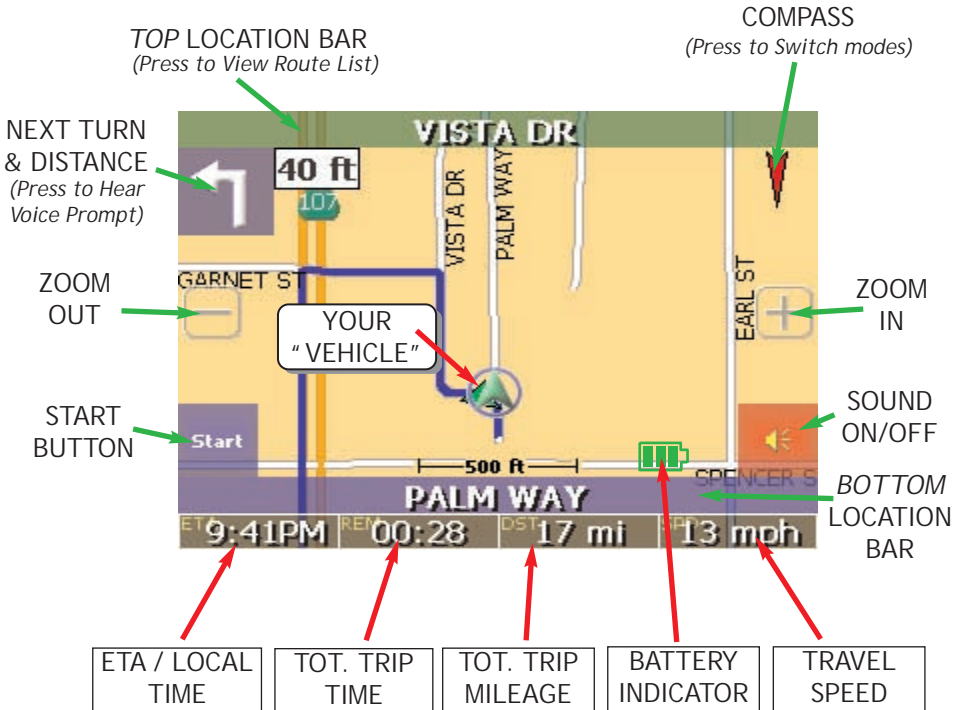 COMPASS
(Press to Switch modes)
TOP LOCATION BAR
(Press to View Route List)
NEXT TURN
& DISTANCE
(Press to Hear
Voice Prompt)
VISTA DR
40 ft
107
VISTA DR
PALM WAY
GARNET ST
EARL ST
ZOOM
OUT
ZOOM
IN
YOUR
"VEHICLE"
START
BUTTON
Start
SOUND
ON/OFF
500 ft
SPENCER S
PALM WAY
BOTTOM
LOCATION
BAR
ETA
9:41PM
REM
00:28
DST
17 mi
SPD
13 mph
ETA / LOCAL
TIME
TOT. TRIP
TIME
TOT. TRIP
MILEAGE
BATTERY
INDICATOR
TRAVEL
SPEED